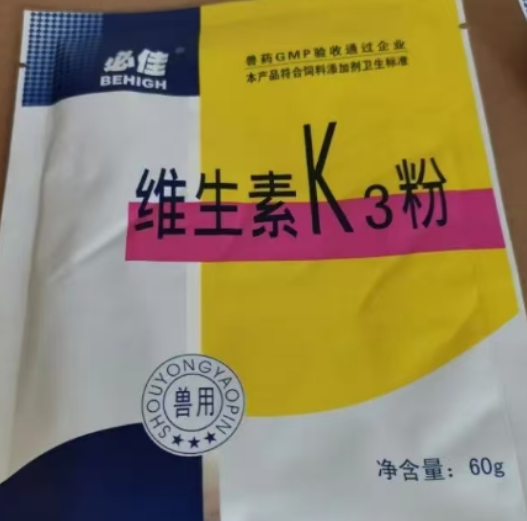 必佳
BEHIGH
兽药GMP验收通过企业
本产品符合饲料添加剂卫生标准
维生素K3粉
SHOUYONGYAOPIN
兽用
净含量：60g